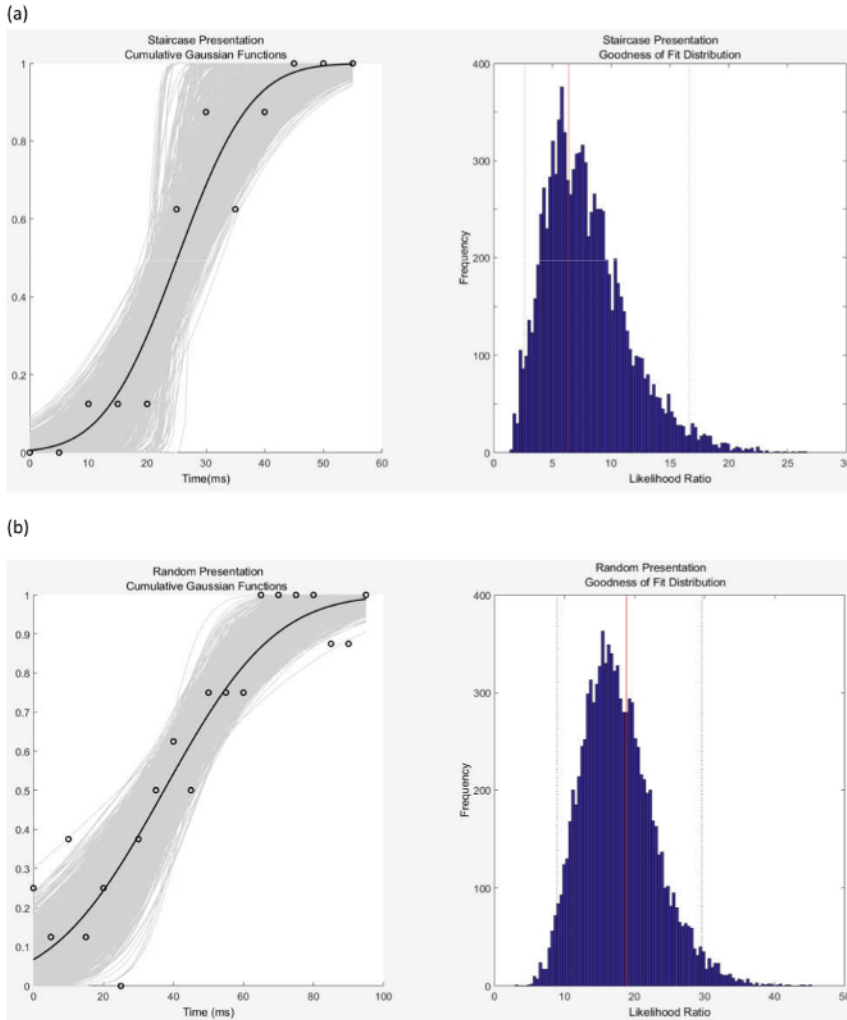 (a)
Staircase Presentation
Cumulative Gaussian Functions
1
0.8
0.6
0.4
0.2
0
0 10 20 30 40 50 60
Time(ms)
Staircase Presentation
Goodness of Fit Distribution
400
300
200
100
0
Frequency
0 5 10 15 20 25 30
Likelihood Ratio
(b)
Random Presentation
Cumulative Gaussian Functions
1
0.9
0.8
0.7
0.6
0.5
0.4
0.3
0.2
0.1
0
0 20 40 60 80 100
Time (ms)
Random Presentation
Goodness of Fit Distribution
400
300
200
100
0
Frequency
0 10 20 30 40 50
Likelihood Ratio